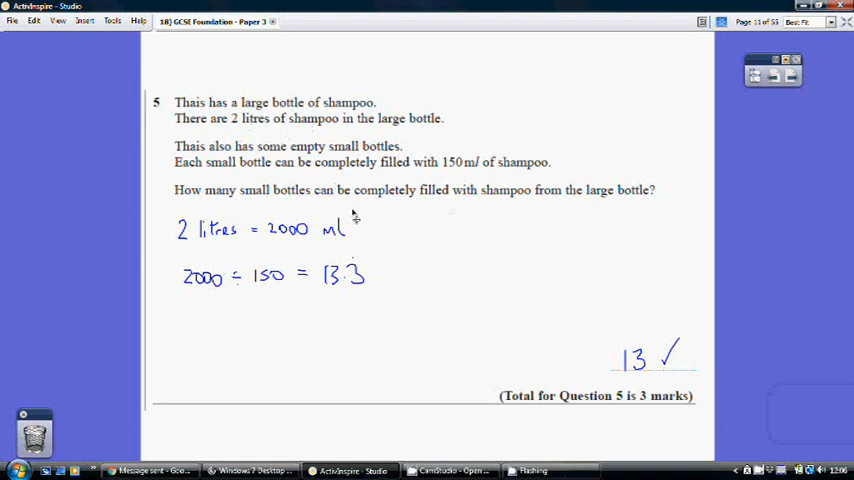 ActivInspire - Studio
File Edit View Insert Tools Help
18) GCSE Foundation - Paper 3
Page 11 of 55
Best Fit
5 Thais has a large bottle of shampoo.
There are 2 litres of shampoo in the large bottle.
Thais also has some empty small bottles.
Each small bottle can be completely filled with 150 ml of shampoo.
How many small bottles can be completely filled with shampoo from the large bottle?
2 litres = 2000 ml
2000 ÷ 150 = 13.3̇
13 ✓
(Total for Question 5 is 3 marks)
Message sent - Goo...
Windows 7 Desktop ...
ActivInspire - Studio
CamStudio - Open ...
Flashing
12:06